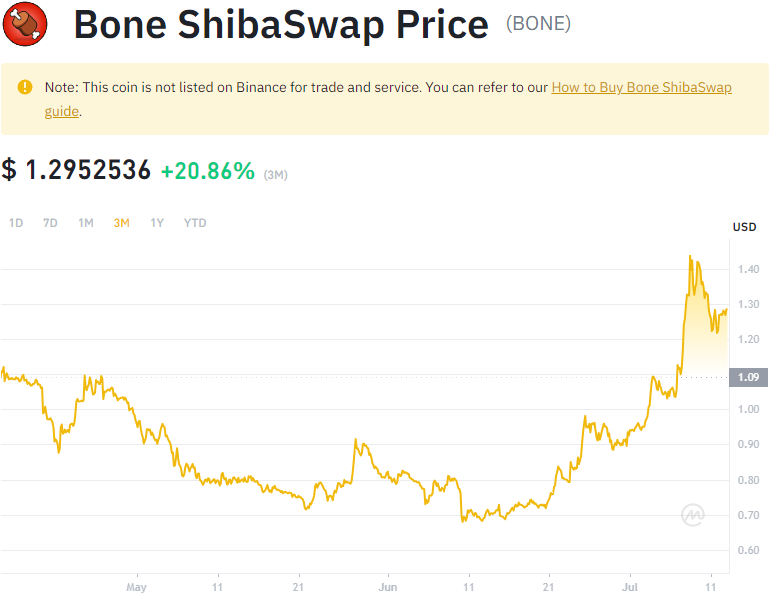 Bone ShibaSwap Price (BONE)
Note: This coin is not listed on Binance for trade and service. You can refer to our How to Buy Bone ShibaSwap
guide.
$ 1.2952536 +20.86% (3M)
1D 7D 1M 3M 1Y YTD
USD
1.40
1.30
1.20
1.09
1.00
0.90
0.80
0.70
0.60
May 11 21 Jun 11 21 Jul 11